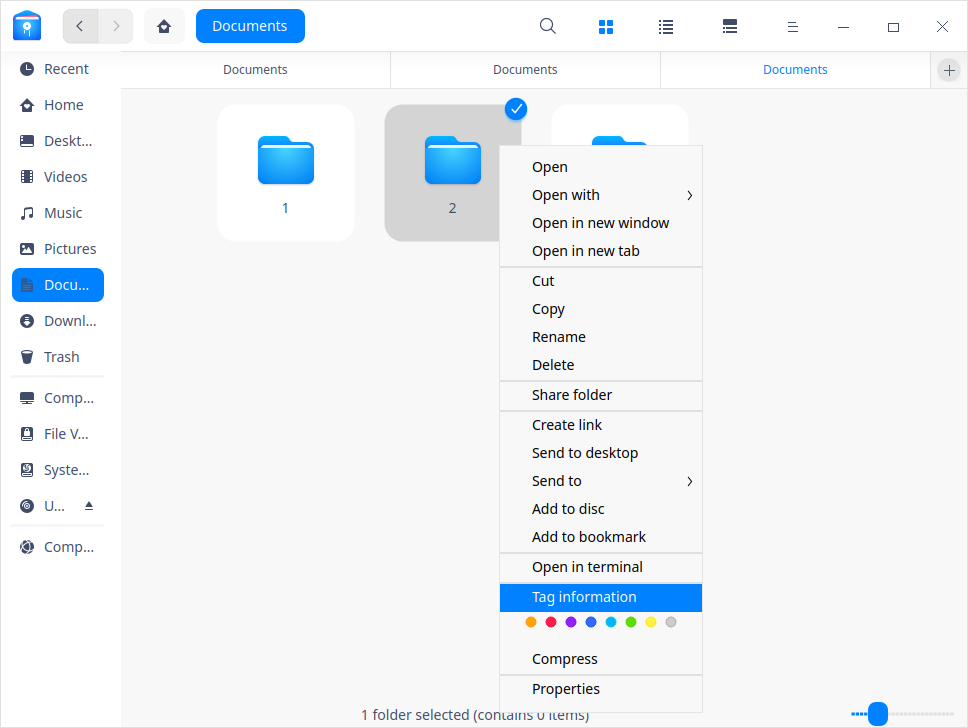 Documents
Documents
Documents
Documents
Recent
Home
Deskt...
Videos
Music
Pictures
Docu...
Downl...
Trash
Comp...
File V...
Syste...
U...
Comp...
1
2
Open
Open with
Open in new window
Open in new tab
Cut
Copy
Rename
Delete
Share folder
Create link
Send to desktop
Send to
Add to disc
Add to bookmark
Open in terminal
Tag information
Compress
Properties
1 folder selected (contains 0 items)